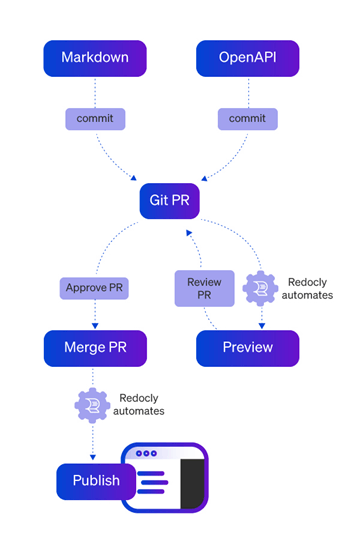 Markdown
OpenAPI
commit
commit
Git PR
Approve PR
Review
PR
Redocly
automates
Merge PR
Preview
Redocly
automates
Publish